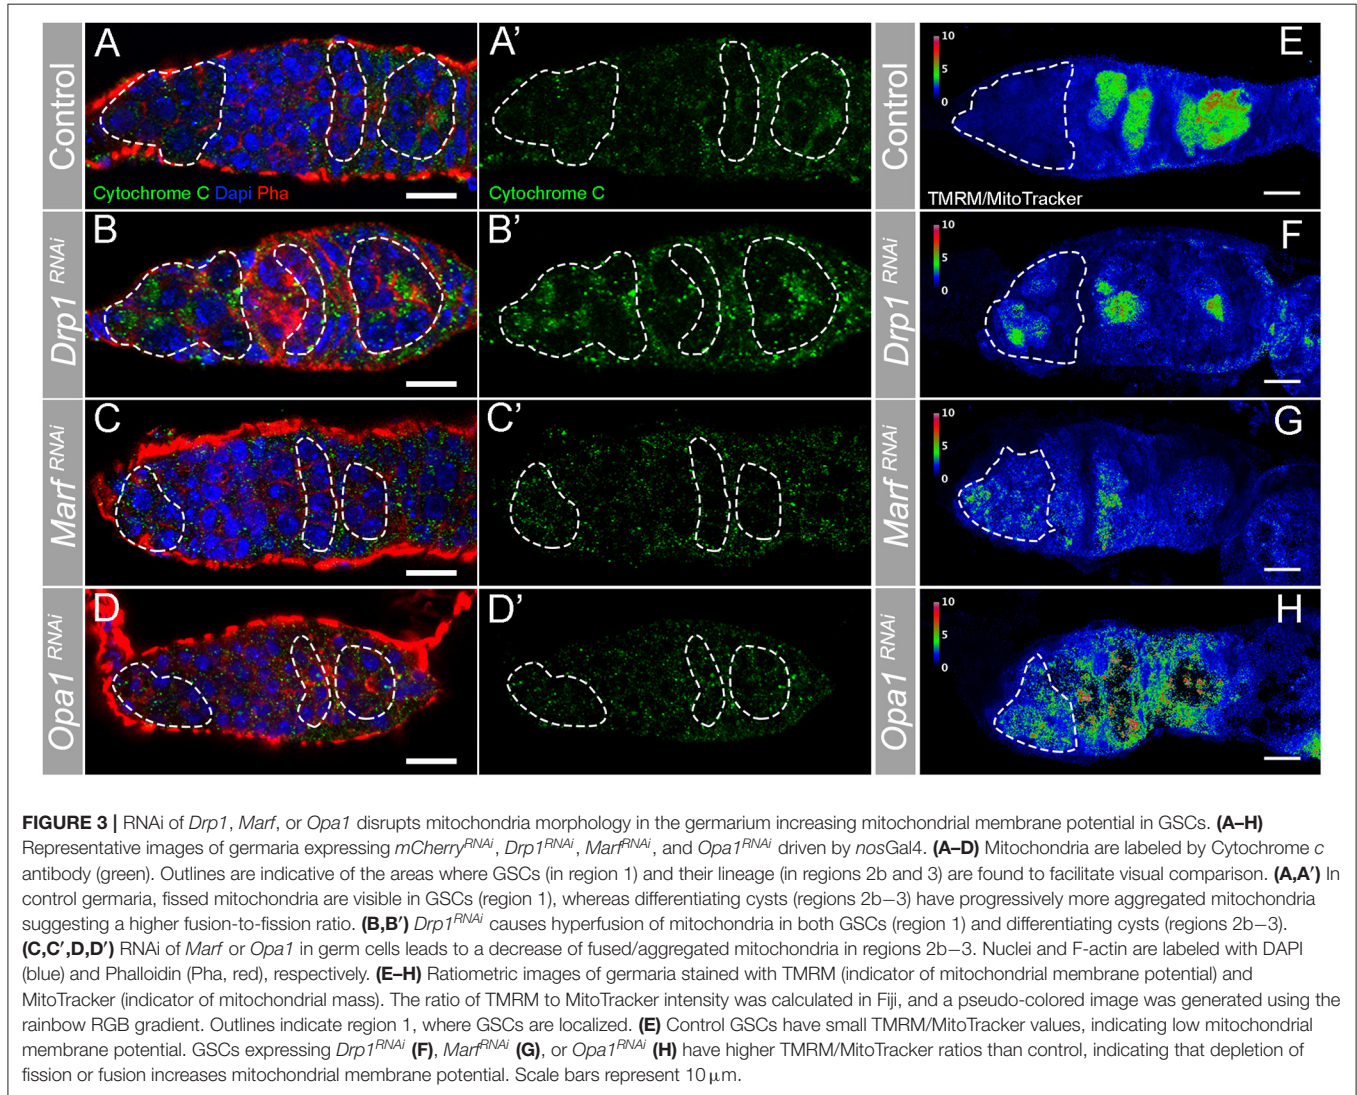 Control
A
Cytochrome C Dapi Pha
A′
Cytochrome C
Control
10
5
0
E
TMRM/MitoTracker
Drp1 RNAi
B
B′
Drp1 RNAi
10
5
0
F
Marf RNAi
C
C′
Marf RNAi
10
5
0
G
Opa1 RNAi
D
D′
Opa1 RNAi
10
5
0
H
FIGURE 3 | RNAi of Drp1, Marf, or Opa1 disrupts mitochondria morphology in the germarium increasing mitochondrial membrane potential in GSCs. (A–H)
Representative images of germaria expressing mCherryRNAi, Drp1RNAi, MarfRNAi, and Opa1RNAi driven by nosGal4. (A–D) Mitochondria are labeled by Cytochrome c
antibody (green). Outlines are indicative of the areas where GSCs (in region 1) and their lineage (in regions 2b and 3) are found to facilitate visual comparison. (A,A′) In
control germaria, fissed mitochondria are visible in GSCs (region 1), whereas differentiating cysts (regions 2b–3) have progressively more aggregated mitochondria
suggesting a higher fusion-to-fission ratio. (B,B′) Drp1RNAi causes hyperfusion of mitochondria in both GSCs (region 1) and differentiating cysts (regions 2b–3).
(C,C′,D,D′) RNAi of Marf or Opa1 in germ cells leads to a decrease of fused/aggregated mitochondria in regions 2b–3. Nuclei and F-actin are labeled with DAPI
(blue) and Phalloidin (Pha, red), respectively. (E–H) Ratiometric images of germaria stained with TMRM (indicator of mitochondrial membrane potential) and
MitoTracker (indicator of mitochondrial mass). The ratio of TMRM to MitoTracker intensity was calculated in Fiji, and a pseudo-colored image was generated using the
rainbow RGB gradient. Outlines indicate region 1, where GSCs are localized. (E) Control GSCs have small TMRM/MitoTracker values, indicating low mitochondrial
membrane potential. GSCs expressing Drp1RNAi (F), MarfRNAi (G), or Opa1RNAi (H) have higher TMRM/MitoTracker ratios than control, indicating that depletion of
fission or fusion increases mitochondrial membrane potential. Scale bars represent 10 μm.